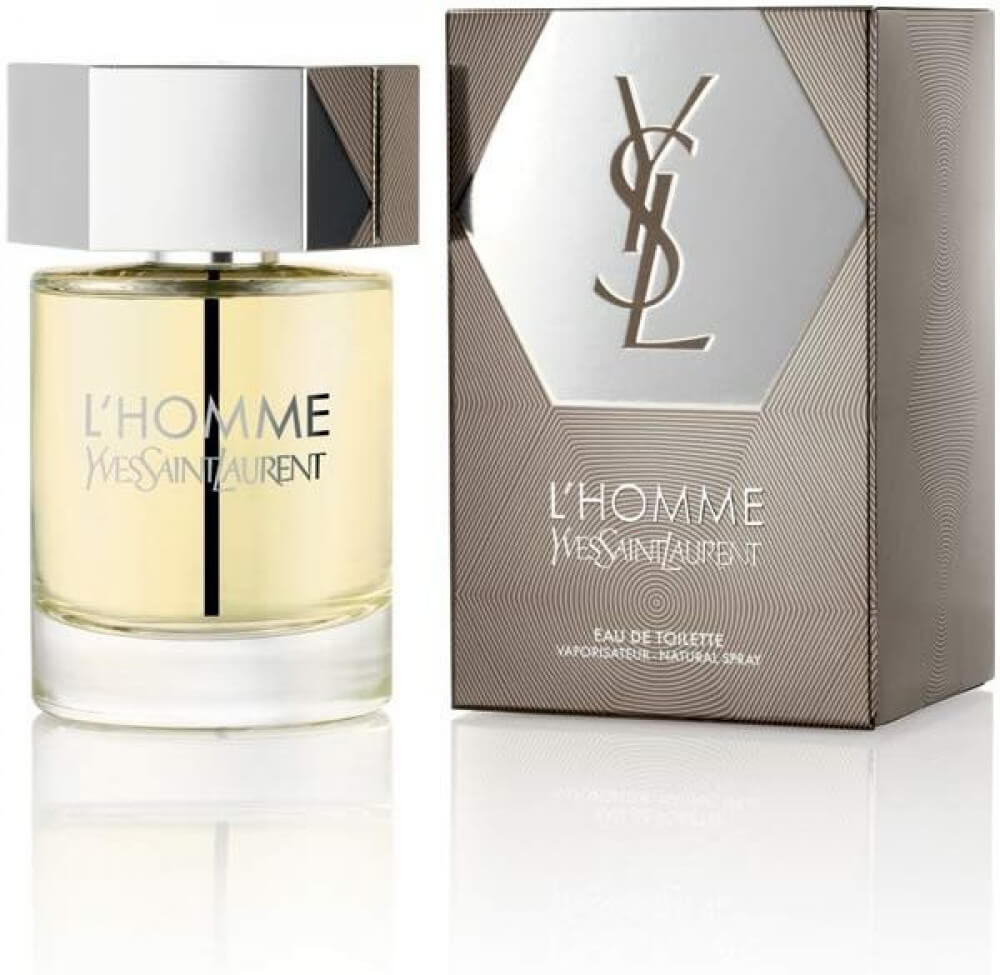 L'HOMME
YVESSAINTLAURENT
YSL
L'HOMME
YVESSAINTLAURENT
EAU DE TOILETTE
VAPORISATEUR - NATURAL SPRAY